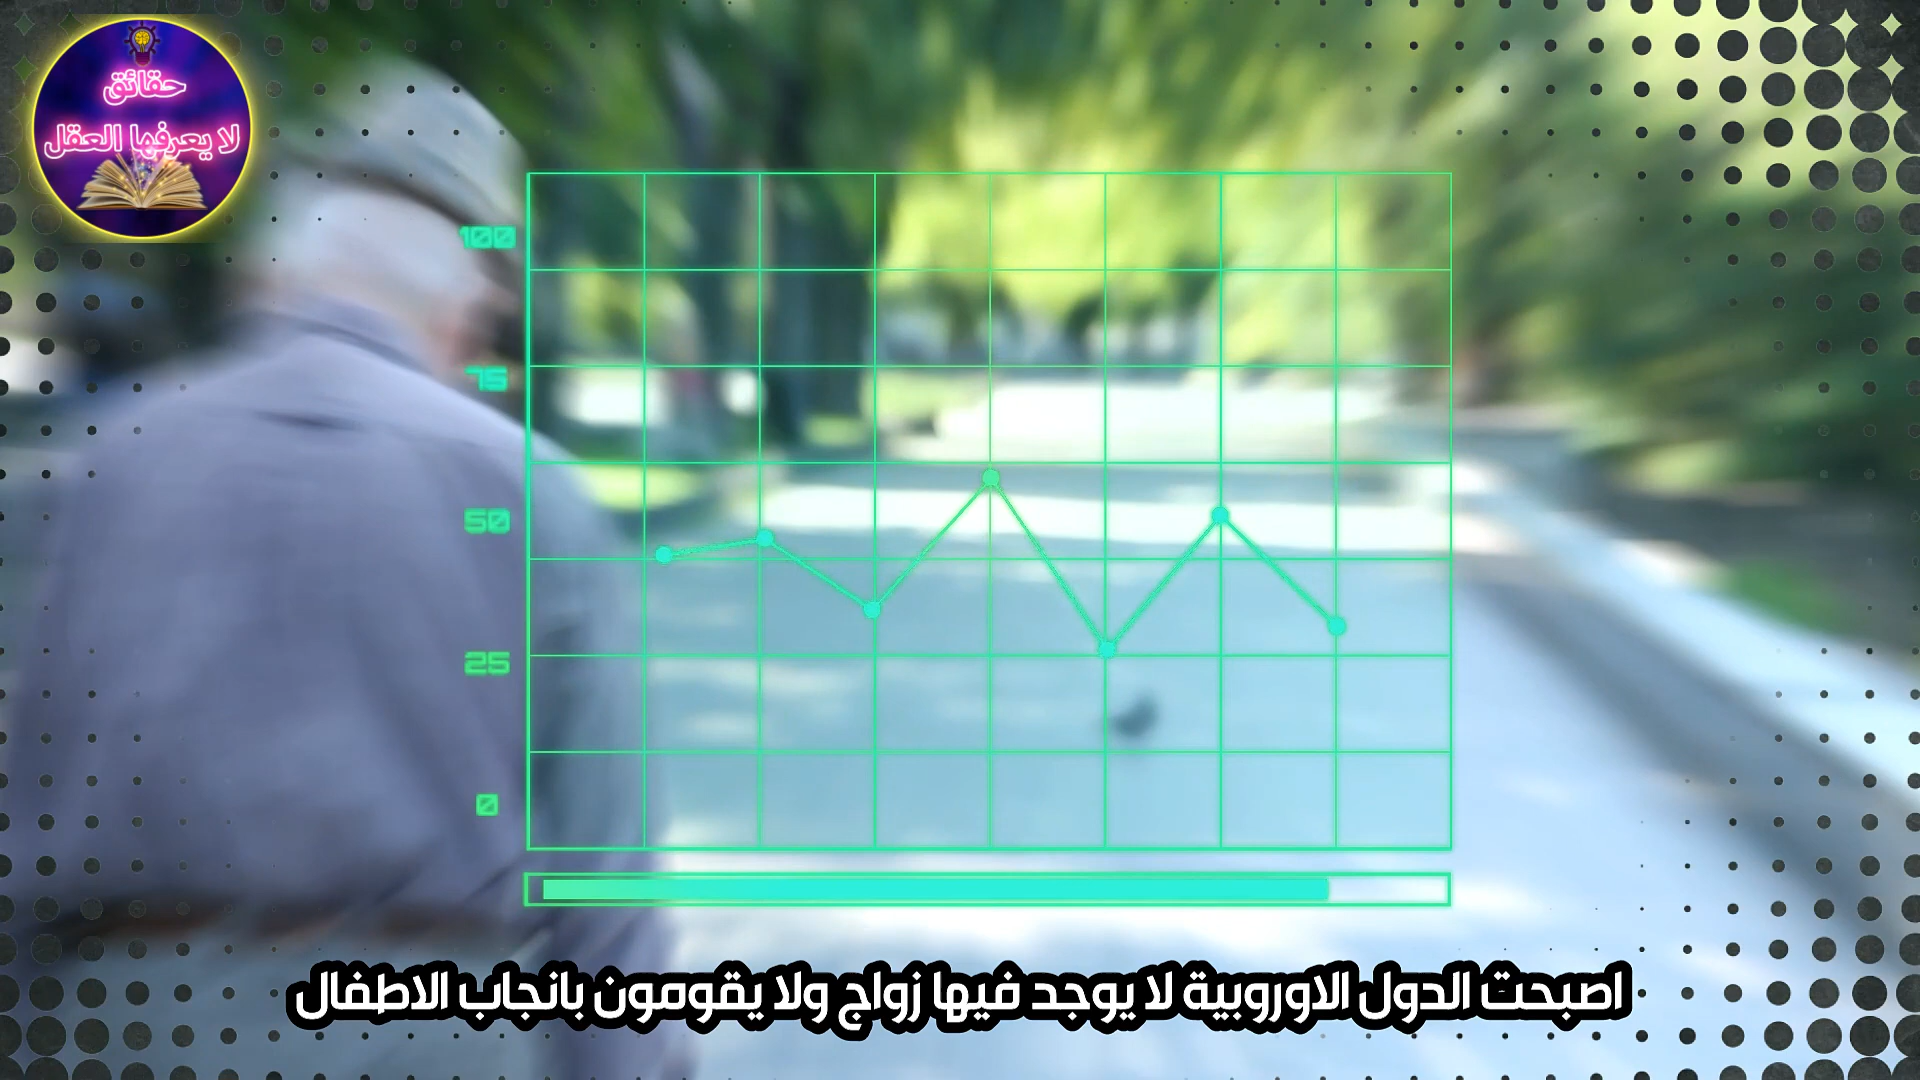 حقائق
لا يعرفها العقل
100
75
50
25
0
اصبحت الدول الاوروبية لا يوجد فيها زواج ولا يقومون بانجاب الاطفال